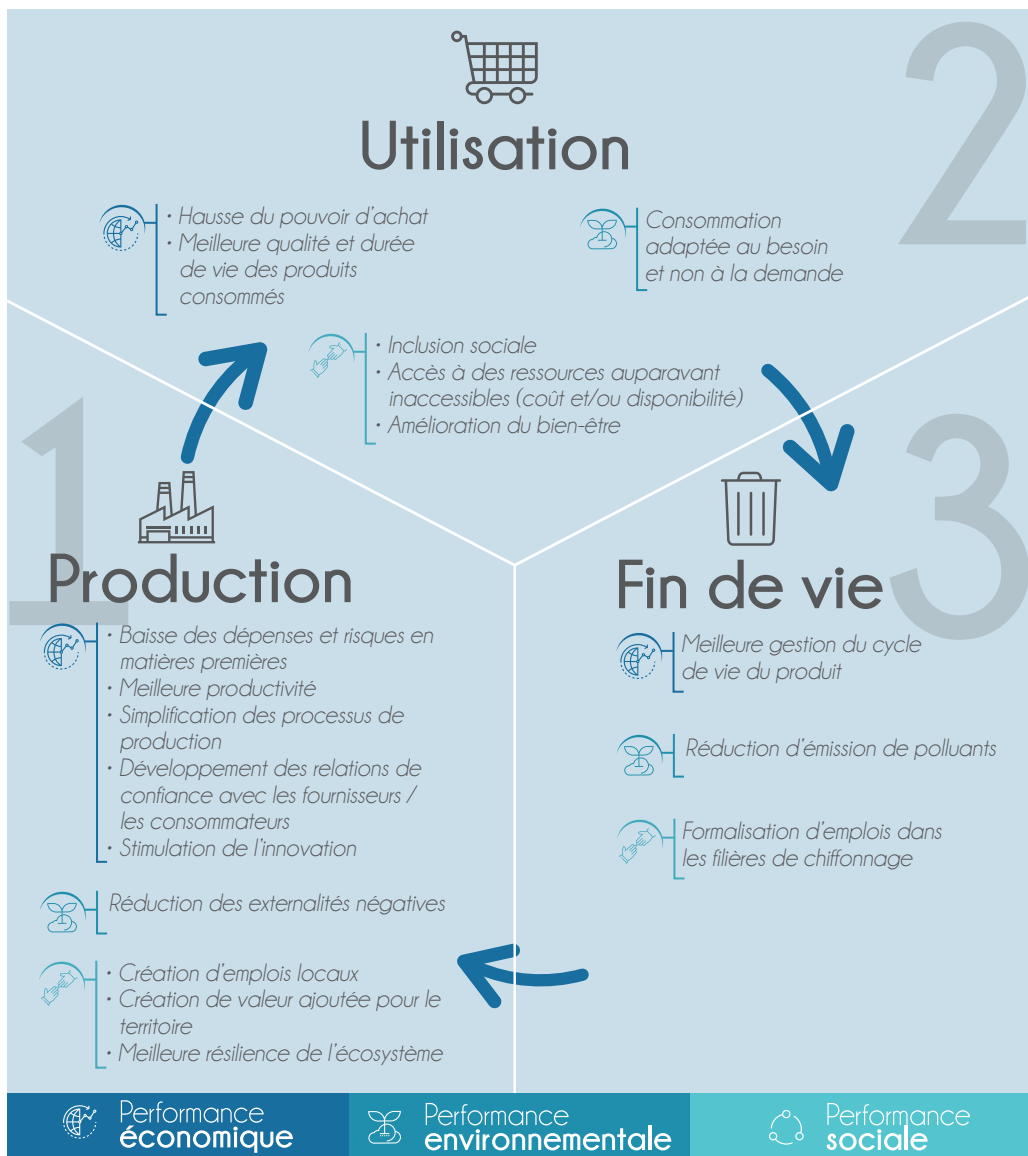 2
Utilisation
• Hausse du pouvoir d'achat
• Meilleure qualité et durée
de vie des produits
consommés
Consommation
adaptée au besoin
et non à la demande
• Inclusion sociale
• Accès à des ressources auparavant
inaccessibles (coût et/ou disponibilité)
• Amélioration du bien-être
1
Production
• Baisse des dépenses et risques en
matières premières
• Meilleure productivité
• Simplification des processus de
production
• Développement des relations de
confiance avec les fournisseurs /
les consommateurs
• Stimulation de l'innovation
Réduction des externalités négatives
• Création d'emplois locaux
• Création de valeur ajoutée pour le
territoire
• Meilleure résilience de l'écosystème
3
Fin de vie
Meilleure gestion du cycle
de vie du produit
Réduction d'émission de polluants
Formalisation d'emplois dans
les filières de chiffonnage
Performance
économique
Performance
environnementale
Performance
sociale